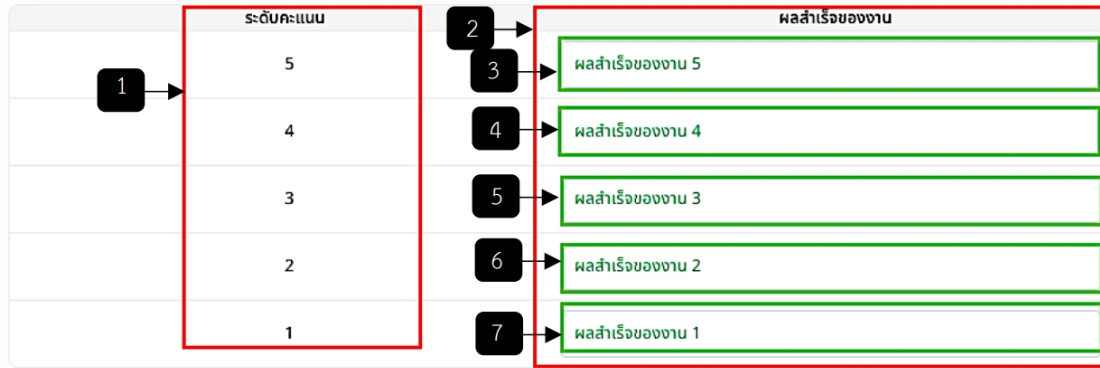 ระดับคะแนน 2 ผลสำเร็จของงาน
5 3 ผลสำเร็จของงาน 5
1
4 4 ผลสำเร็จของงาน 4
3 5 ผลสำเร็จของงาน 3
2 6 ผลสำเร็จของงาน 2
1 7 ผลสำเร็จของงาน 1